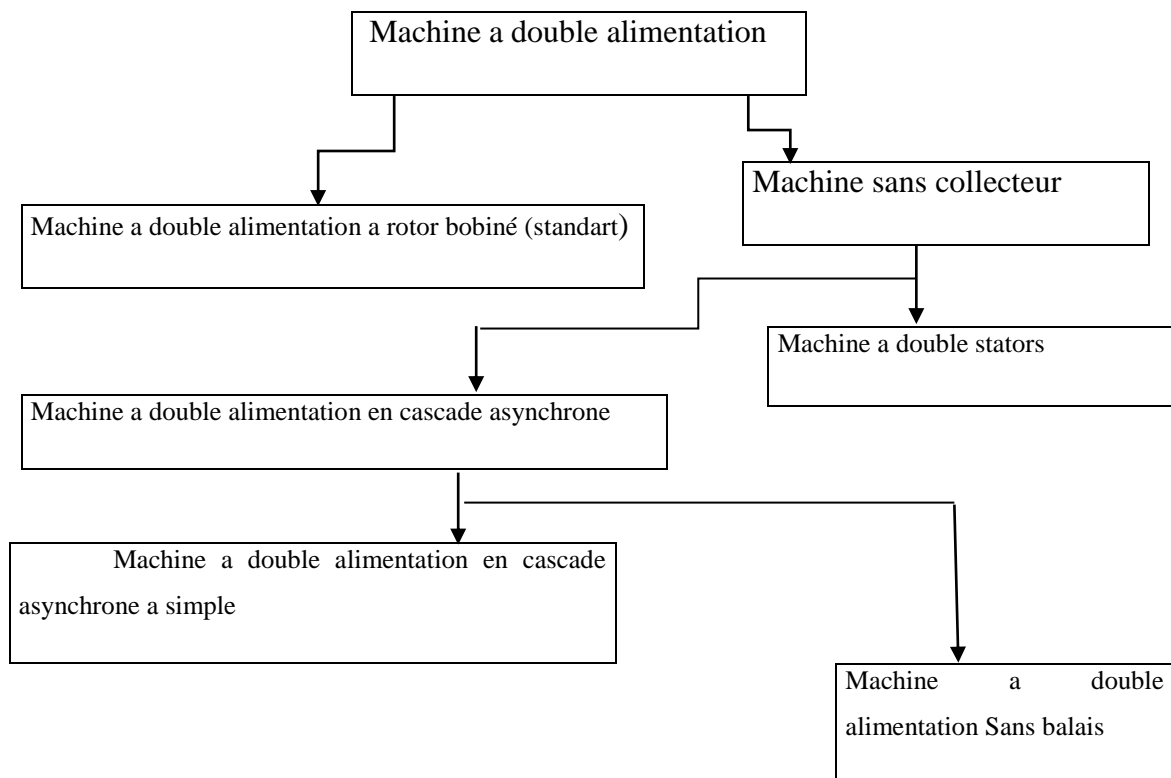 Machine a double alimentation
Machine sans collecteur
Machine a double alimentation a rotor bobiné (standart)
Machine a double stators
Machine a double alimentation en cascade asynchrone
Machine a double alimentation en cascade
asynchrone a simple
Machine a double
alimentation Sans balais